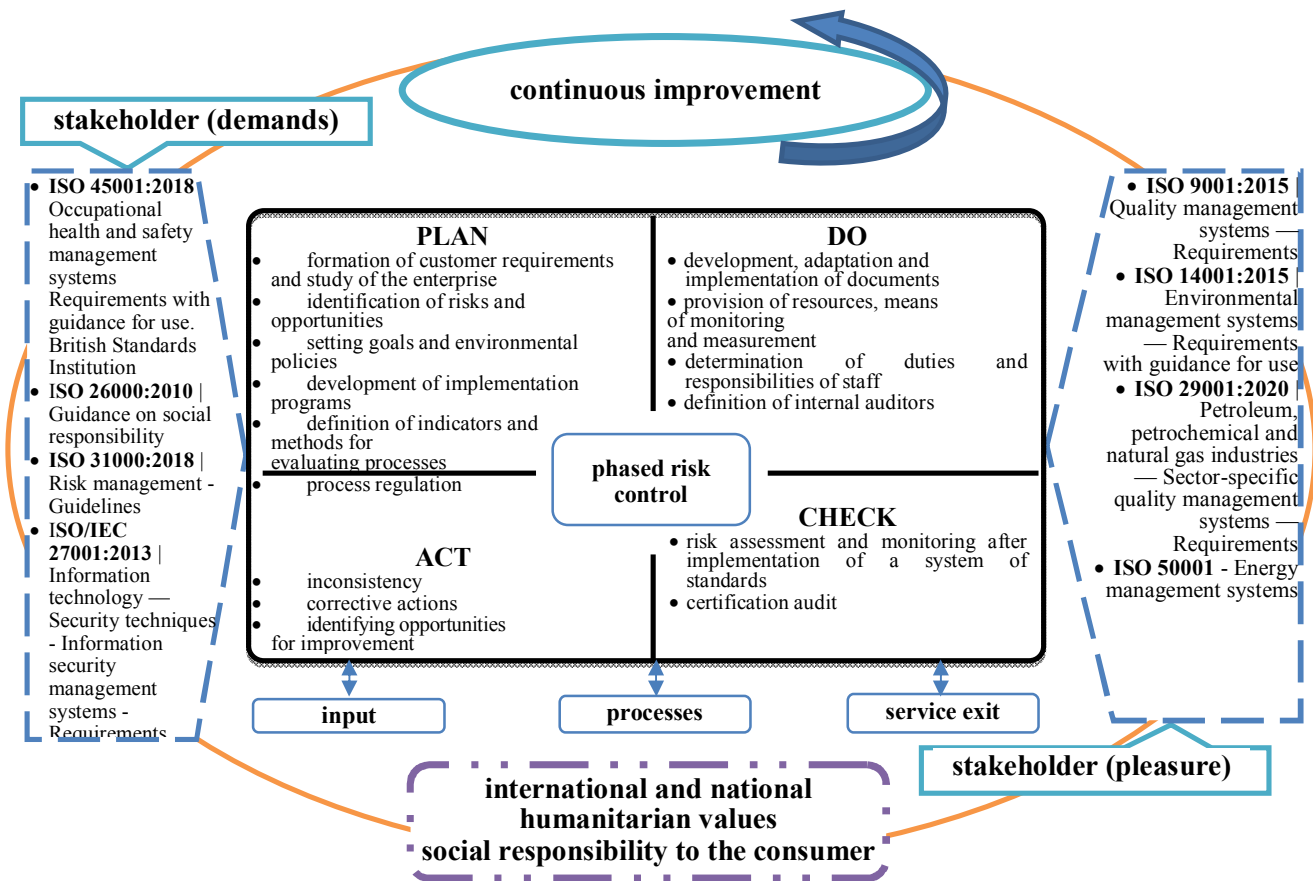 continuous improvement
stakeholder (demands)
• ISO 45001:2018
Occupational
health and safety
management
systems
Requirements with
guidance for use.
British Standards
Institution
• ISO 26000:2010 |
Guidance on social
responsibility
• ISO 31000:2018 |
Risk management -
Guidelines
• ISO/IEC
27001:2013 |
Information
technology —
Security techniques
- Information
security
management
systems -
Requirements
PLAN
• formation of customer requirements
and study of the enterprise
• identification of risks and
opportunities
• setting goals and environmental
policies
• development of implementation
programs
• definition of indicators and
methods for
evaluating processes
• process regulation
DO
• development, adaptation and
implementation of documents
• provision of resources, means
of monitoring
and measurement
• determination of duties and
responsibilities of staff
• definition of internal auditors
phased risk
control
ACT
• inconsistency
• corrective actions
• identifying opportunities
for improvement
CHECK
• risk assessment and monitoring after
implementation of a system of
standards
• certification audit
• ISO 9001:2015 |
Quality management
systems —
Requirements
• ISO 14001:2015 |
Environmental
management systems
— Requirements
with guidance for use
• ISO 29001:2020 |
Petroleum,
petrochemical and
natural gas industries
— Sector-specific
quality management
systems —
Requirements
• ISO 50001 - Energy
management systems
input
processes
service exit
stakeholder (pleasure)
international and national
humanitarian values
social responsibility to the consumer